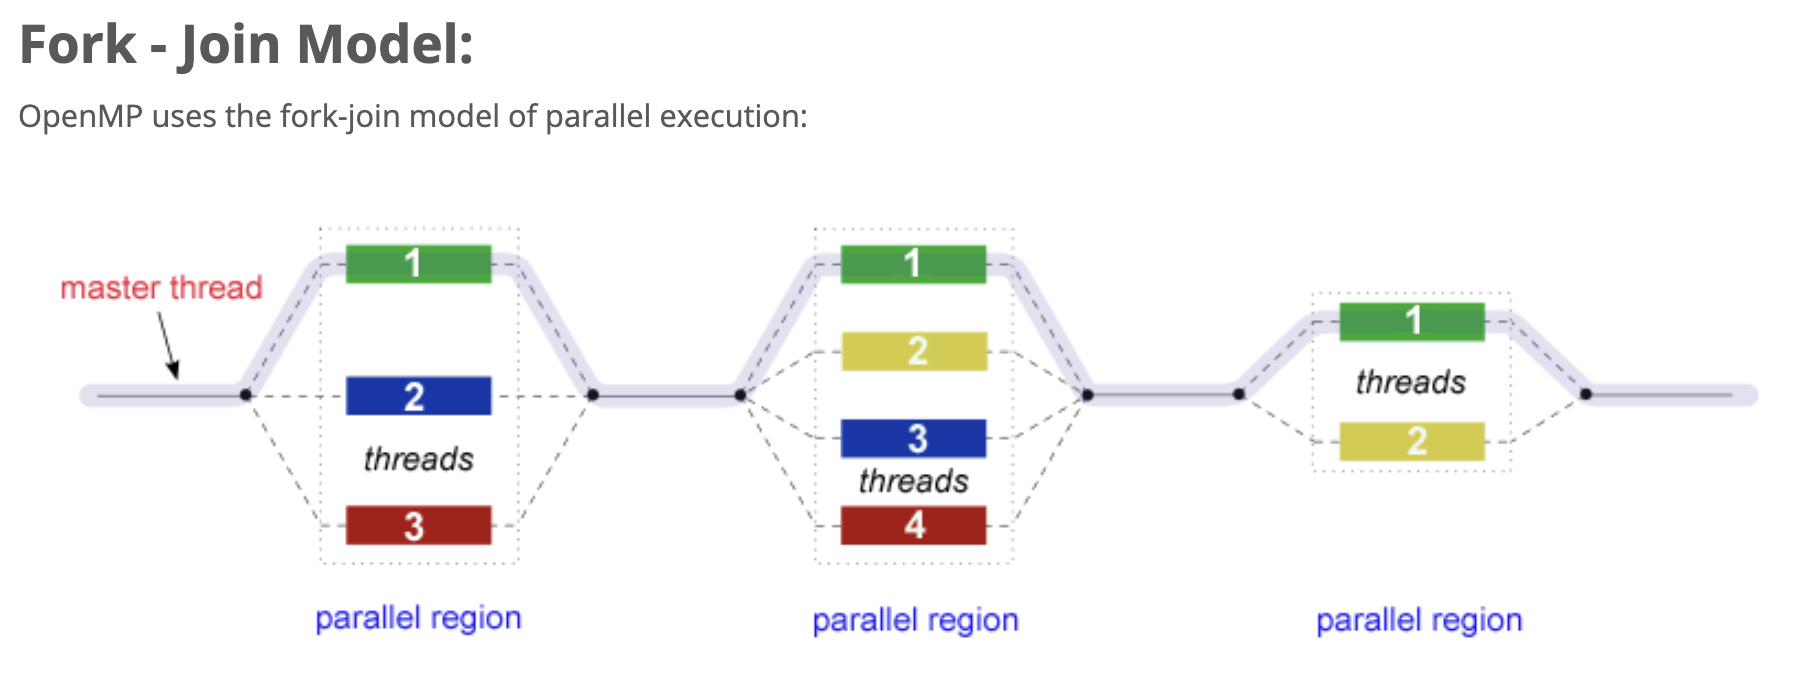 Fork - Join Model:
OpenMP uses the fork-join model of parallel execution:
master thread
1
2
threads
3
parallel region
1
2
3
threads
4
parallel region
1
threads
2
parallel region